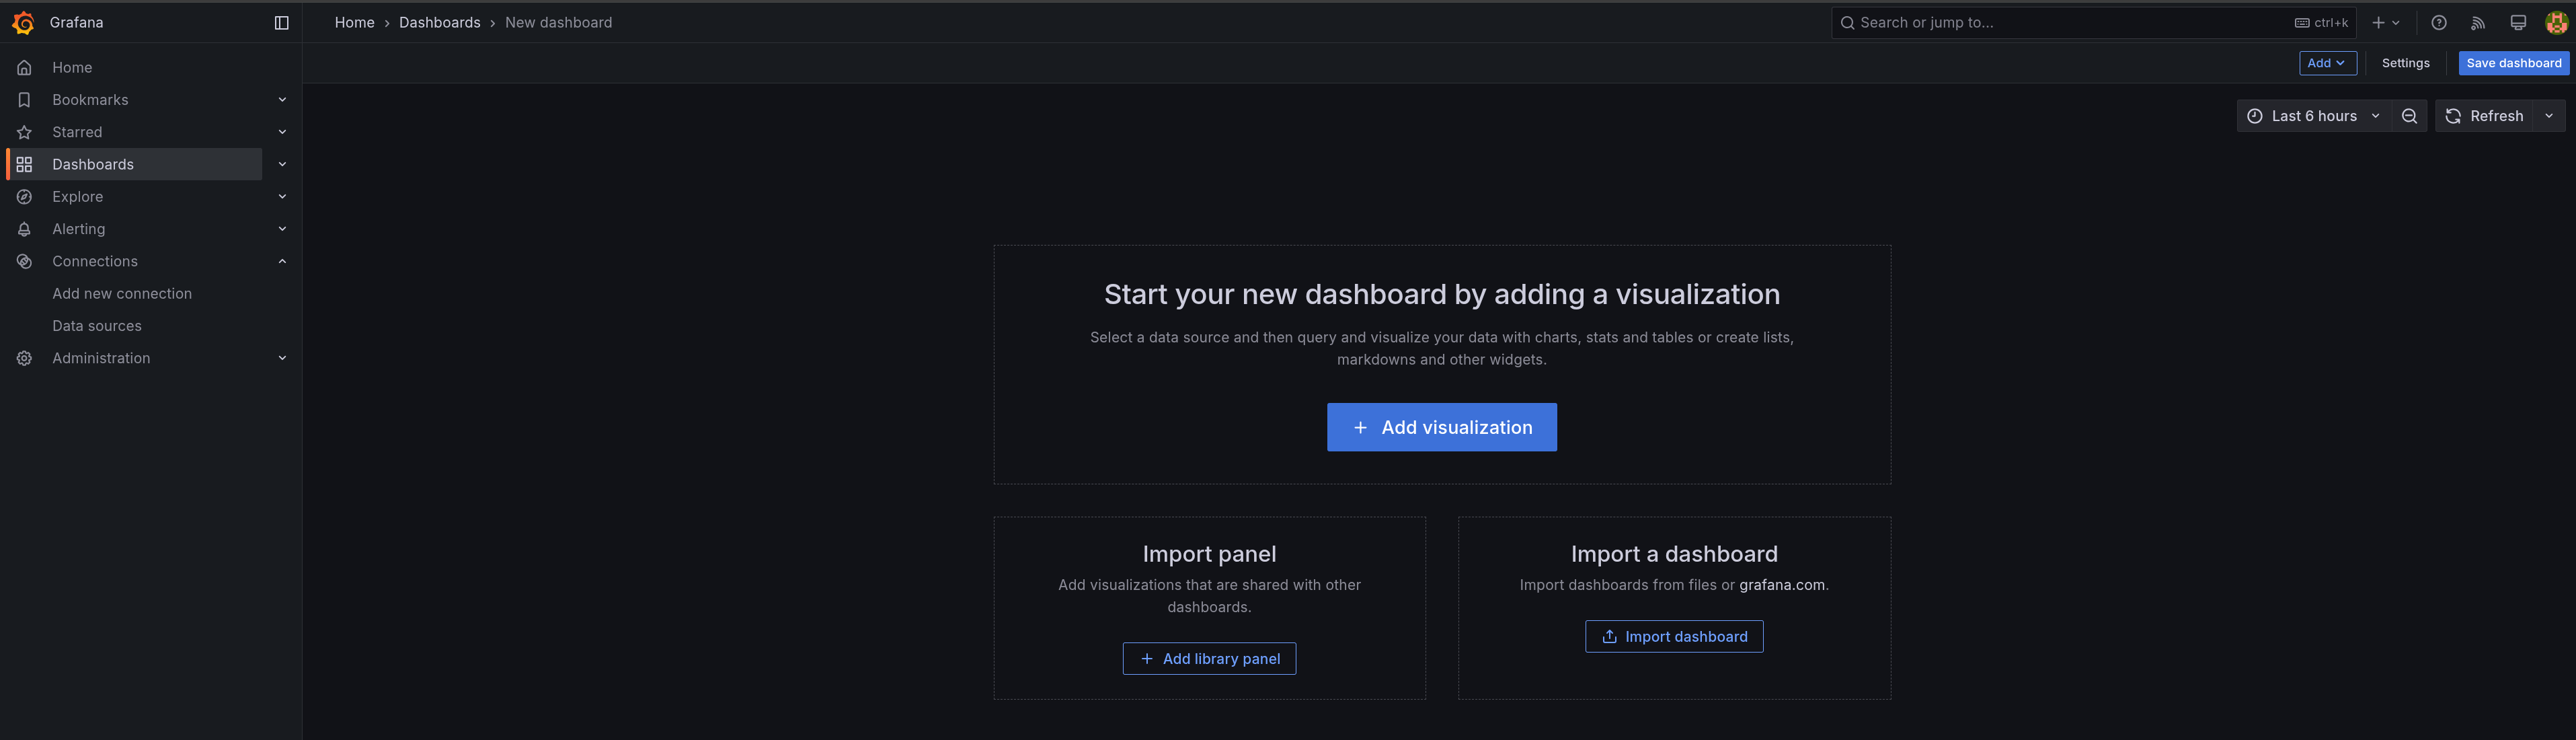 Grafana
Home › Dashboards › New dashboard
Search or jump to...
ctrl+k
Add
Settings
Save dashboard
Home
Bookmarks
Starred
Dashboards
Explore
Alerting
Connections
Add new connection
Data sources
Administration
Last 6 hours
Refresh
Start your new dashboard by adding a visualization
Select a data source and then query and visualize your data with charts, stats and tables or create lists,
markdowns and other widgets.
+ Add visualization
Import panel
Add visualizations that are shared with other
dashboards.
+ Add library panel
Import a dashboard
Import dashboards from files or grafana.com.
Import dashboard